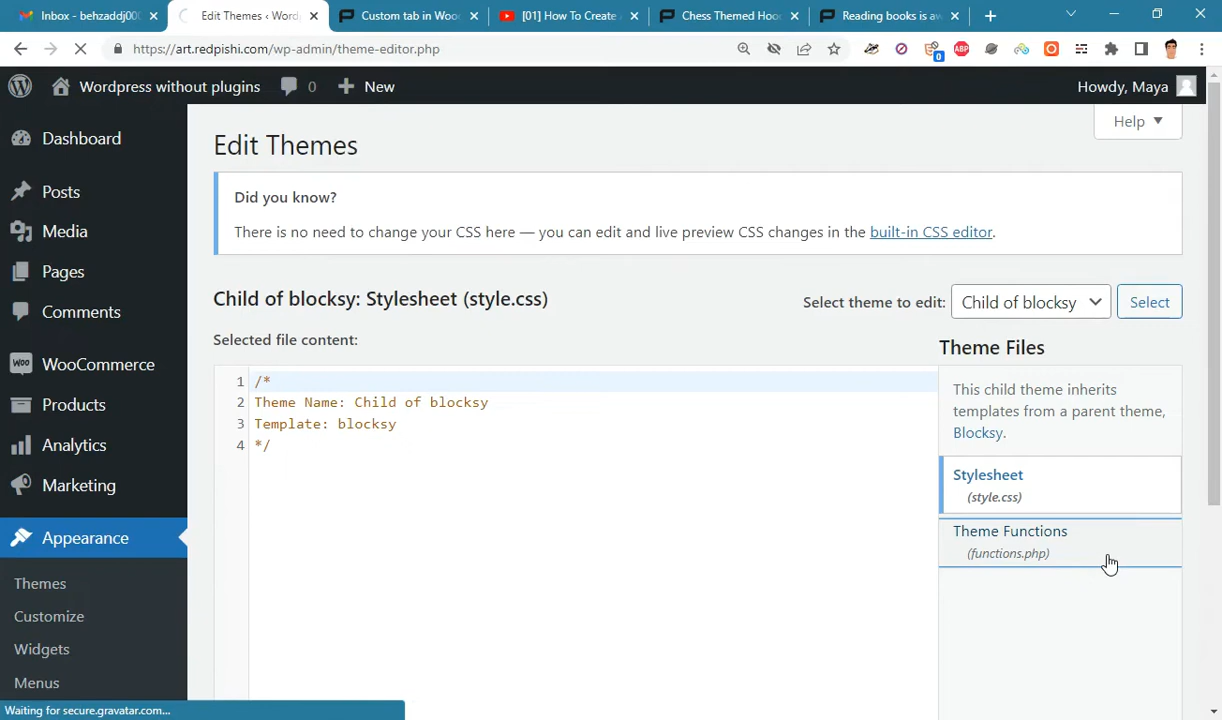 Inbox - behzaddj00
Edit Themes ‹ Word
Custom tab in Woo
[01] How To Create
Chess Themed Hoo
Reading books is aw
https://art.redpishi.com/wp-admin/theme-editor.php
0
ABP
Wordpress without plugins
0
New
Howdy, Maya
Help
Dashboard
Posts
Media
Pages
Comments
WooCommerce
Products
Analytics
Marketing
Appearance
Themes
Customize
Widgets
Menus
Edit Themes
Did you know?
There is no need to change your CSS here — you can edit and live preview CSS changes in the built-in CSS editor.
Child of blocksy: Stylesheet (style.css)
Select theme to edit:
Child of blocksy
Select
Selected file content:
Theme Files
1 /*
2 Theme Name: Child of blocksy
3 Template: blocksy
4 */
This child theme inherits
templates from a parent theme,
Blocksy.
Stylesheet
(style.css)
Theme Functions
(functions.php)
Waiting for secure.gravatar.com...